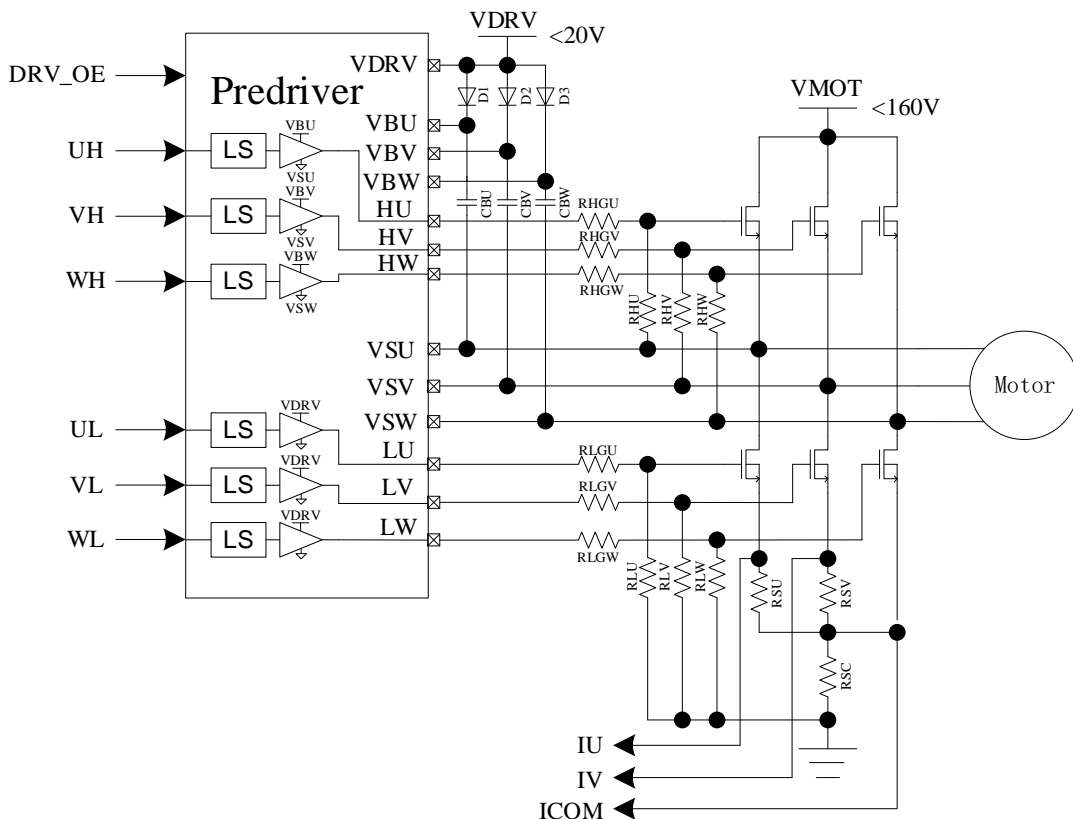 VDRV
<20V
DRV_OE
VDRV
Predriver
D1
D2
D3
VMOT
<160V
VBU
VBV
VBW
UH
LS
VBU
VSU
VH
LS
VBV
VSV
WH
LS
VBW
VSW
CBU
CBV
CBW
HU
HV
HW
RHGU
RHGV
RHGW
RHU
RHV
RHW
VSU
VSV
VSW
Motor
UL
LS
VDRV
VL
LS
VDRV
WL
LS
VDRV
LU
LV
LW
RLGU
RLGV
RLGW
RLU
RLV
RLW
RSU
RSV
RSC
IU
IV
ICOM